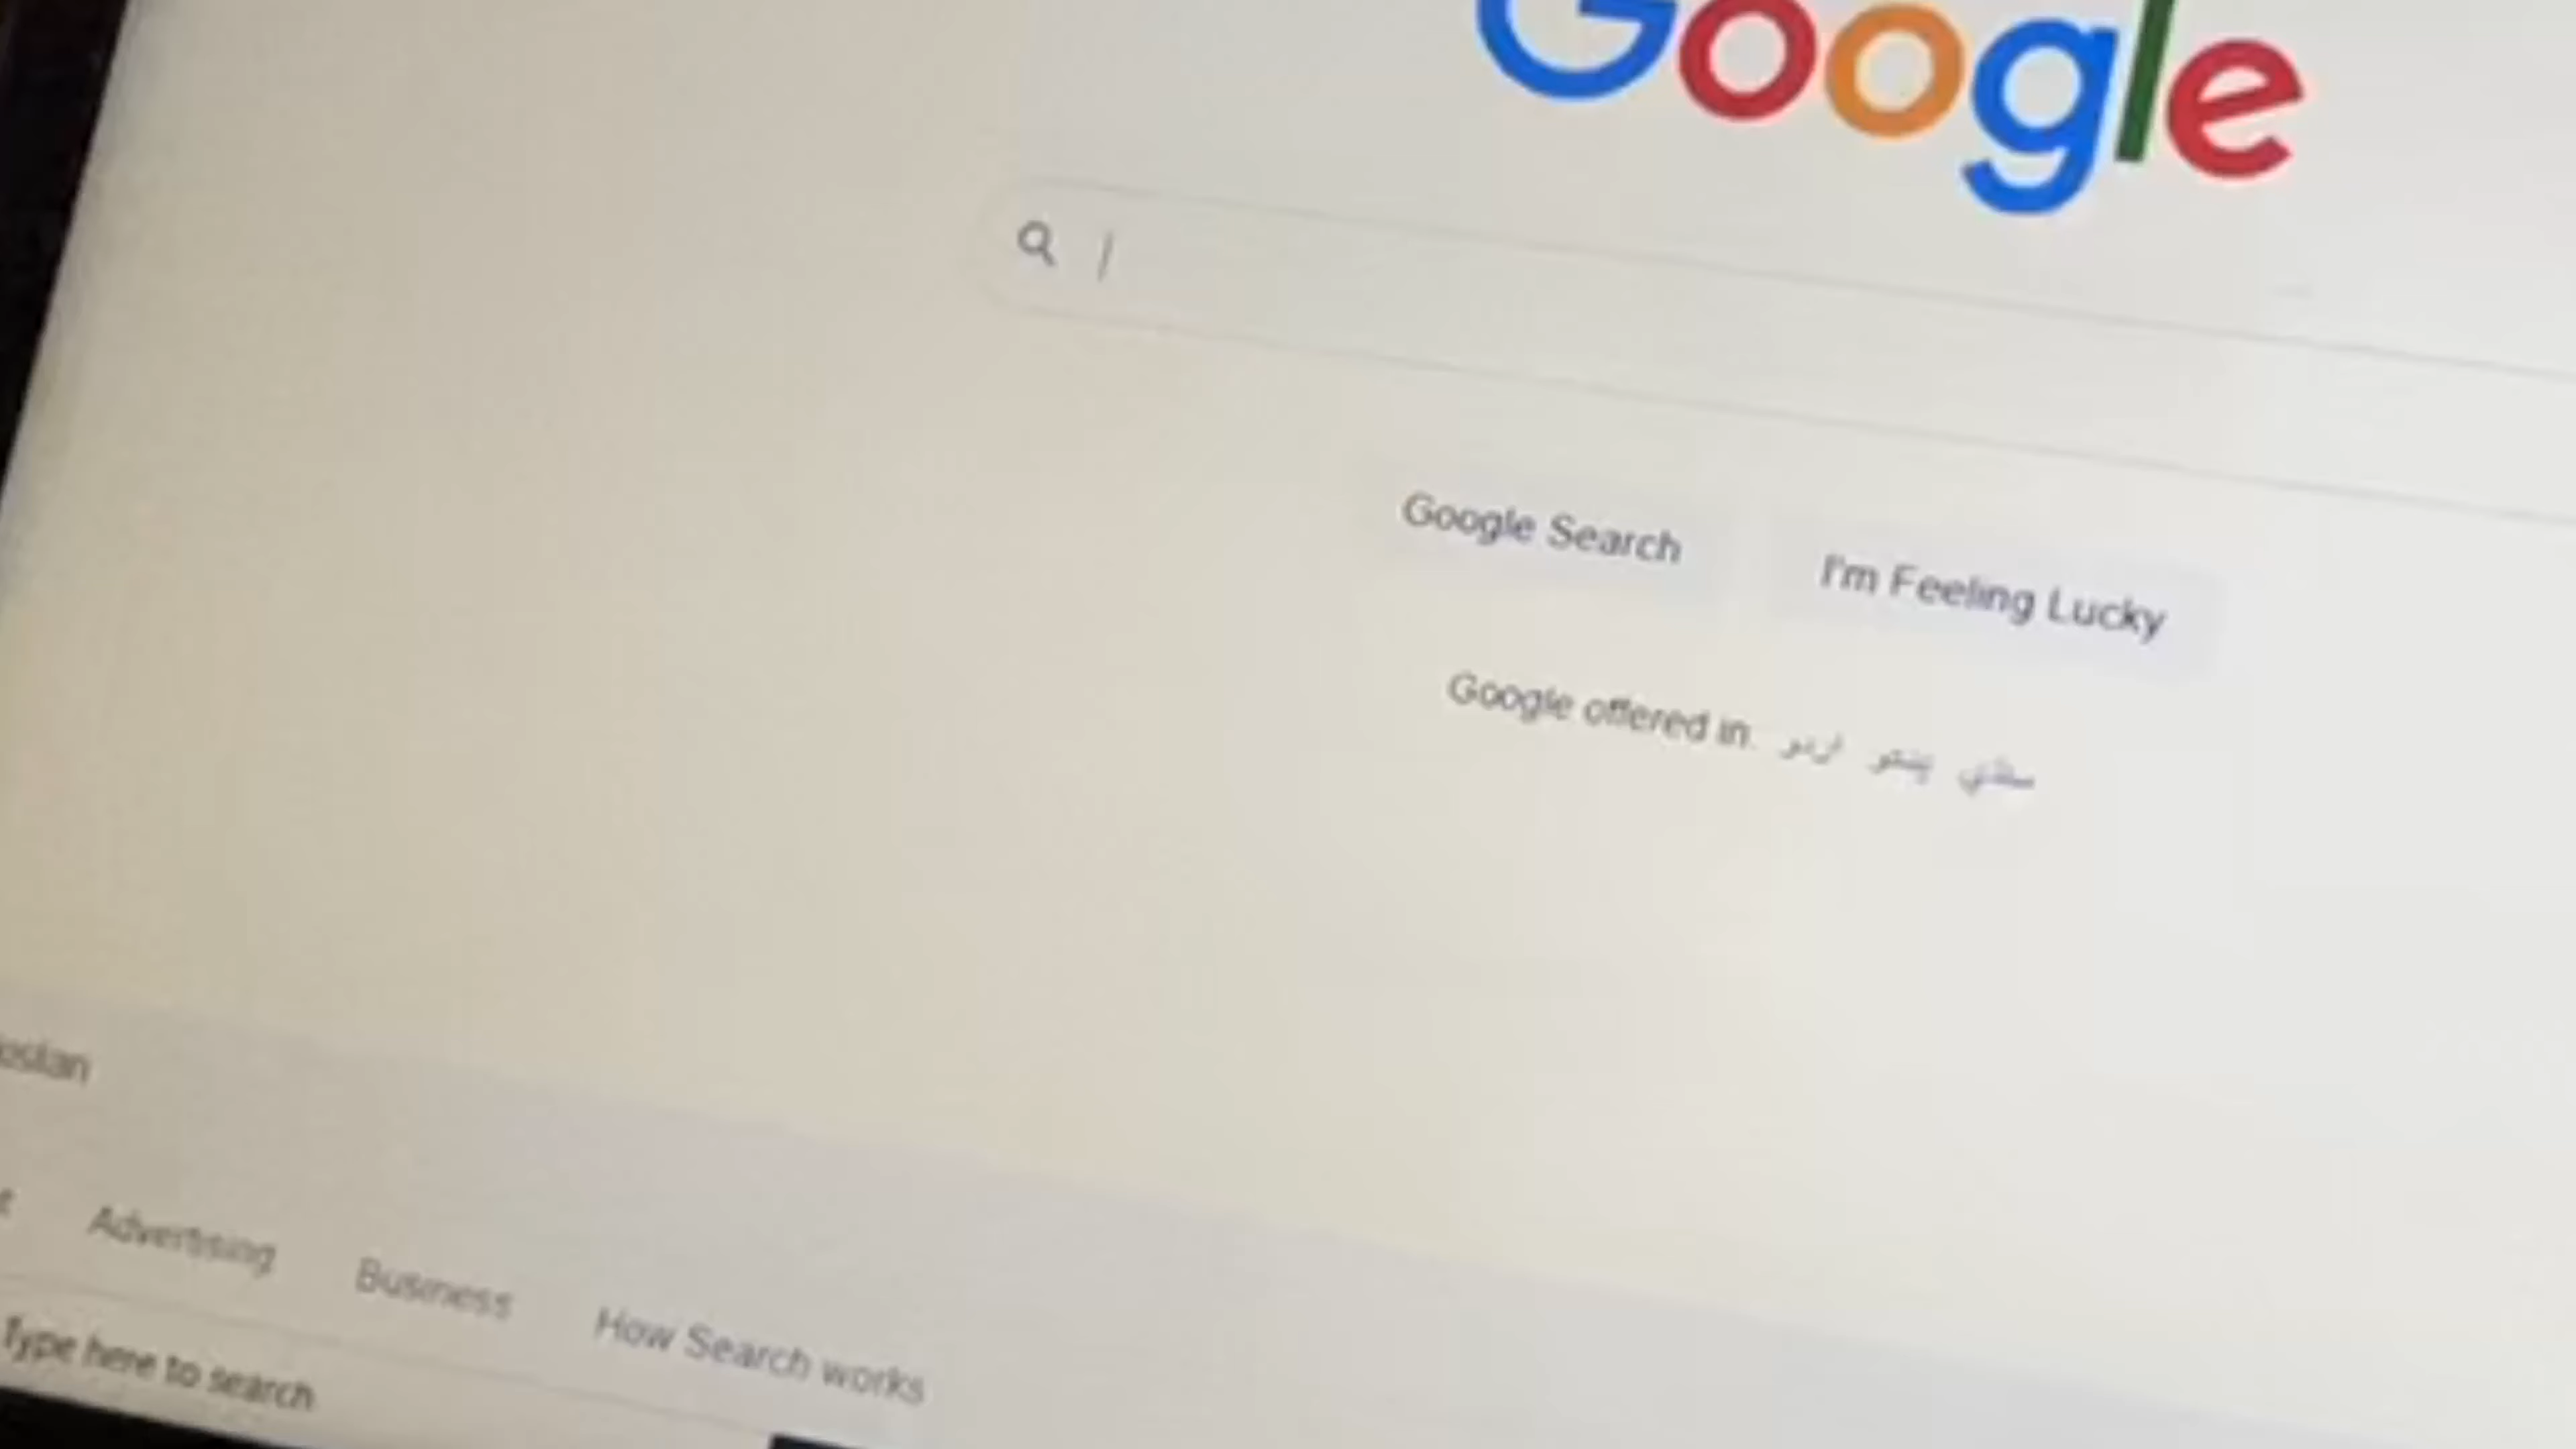 Google
Google Search I'm Feeling Lucky
Google offered in: اردو پښتو سنڌي
Advertising Business How Search works
Type here to search